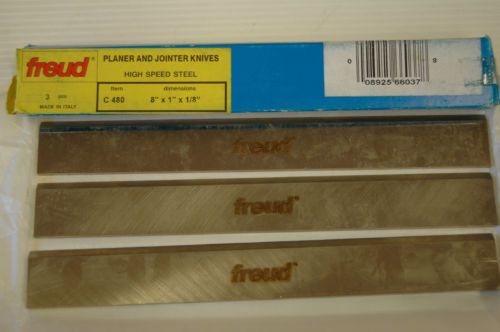 freud®
PLANER AND JOINTER KNIVES
HIGH SPEED STEEL
Item dimensions
C 480 8" x 1" x 1/8"
3 pcs
MADE IN ITALY
0 08925 66037 8
freud
freud
freud